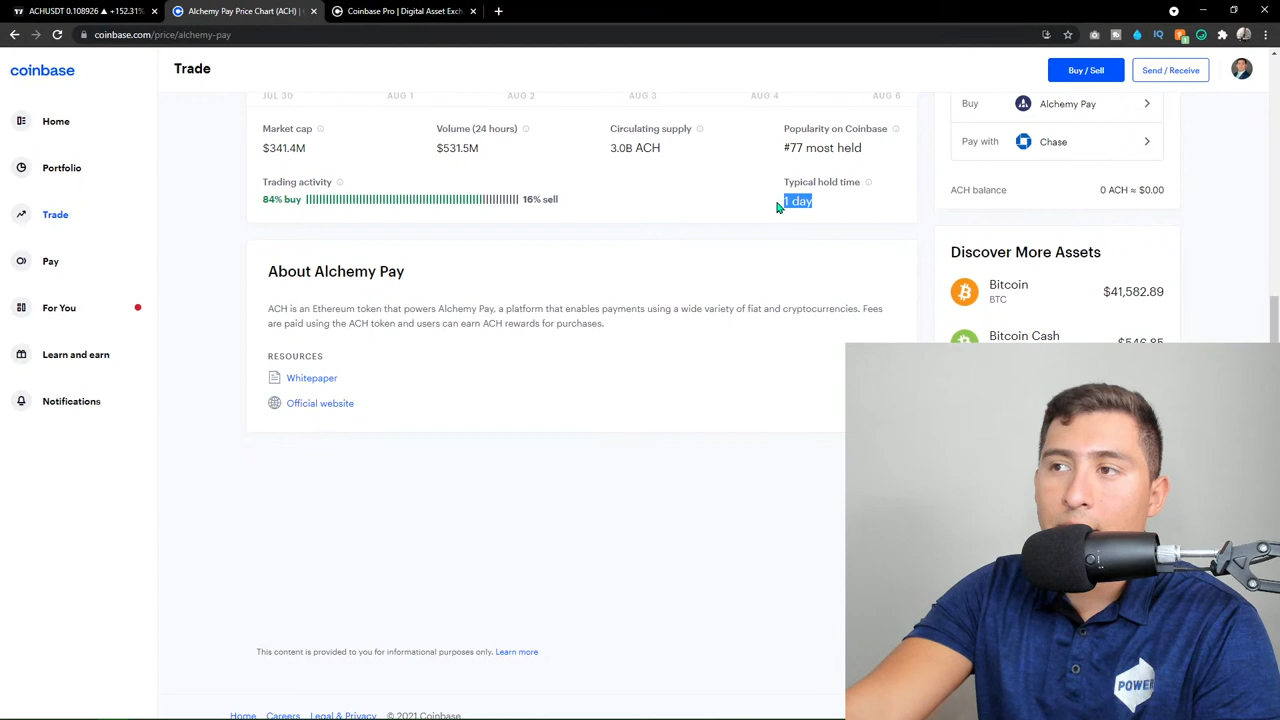 ACHUSDT 0.108926 ▲ +152.31%
Alchemy Pay Price Chart (ACH) |
Coinbase Pro | Digital Asset Exch
coinbase.com/price/alchemy-pay
coinbase
Trade
Buy / Sell
Send / Receive
Home
Portfolio
Trade
Pay
For You
Learn and earn
Notifications
JUL 30 AUG 1 AUG 2 AUG 3 AUG 4 AUG 6
Market cap
$341.4M
Volume (24 hours)
$531.5M
Circulating supply
3.0B ACH
Popularity on Coinbase
#77 most held
Trading activity
84% buy
16% sell
Typical hold time
1 day
About Alchemy Pay
ACH is an Ethereum token that powers Alchemy Pay, a platform that enables payments using a wide variety of fiat and cryptocurrencies. Fees
are paid using the ACH token and users can earn ACH rewards for purchases.
RESOURCES
Whitepaper
Official website
Buy Alchemy Pay
Pay with Chase
ACH balance 0 ACH ≈ $0.00
Discover More Assets
Bitcoin
BTC
$41,582.89
Bitcoin Cash
$546.85
This content is provided to you for informational purposes only. Learn more
Home Careers Legal & Privacy © 2021 Coinbase
POWER